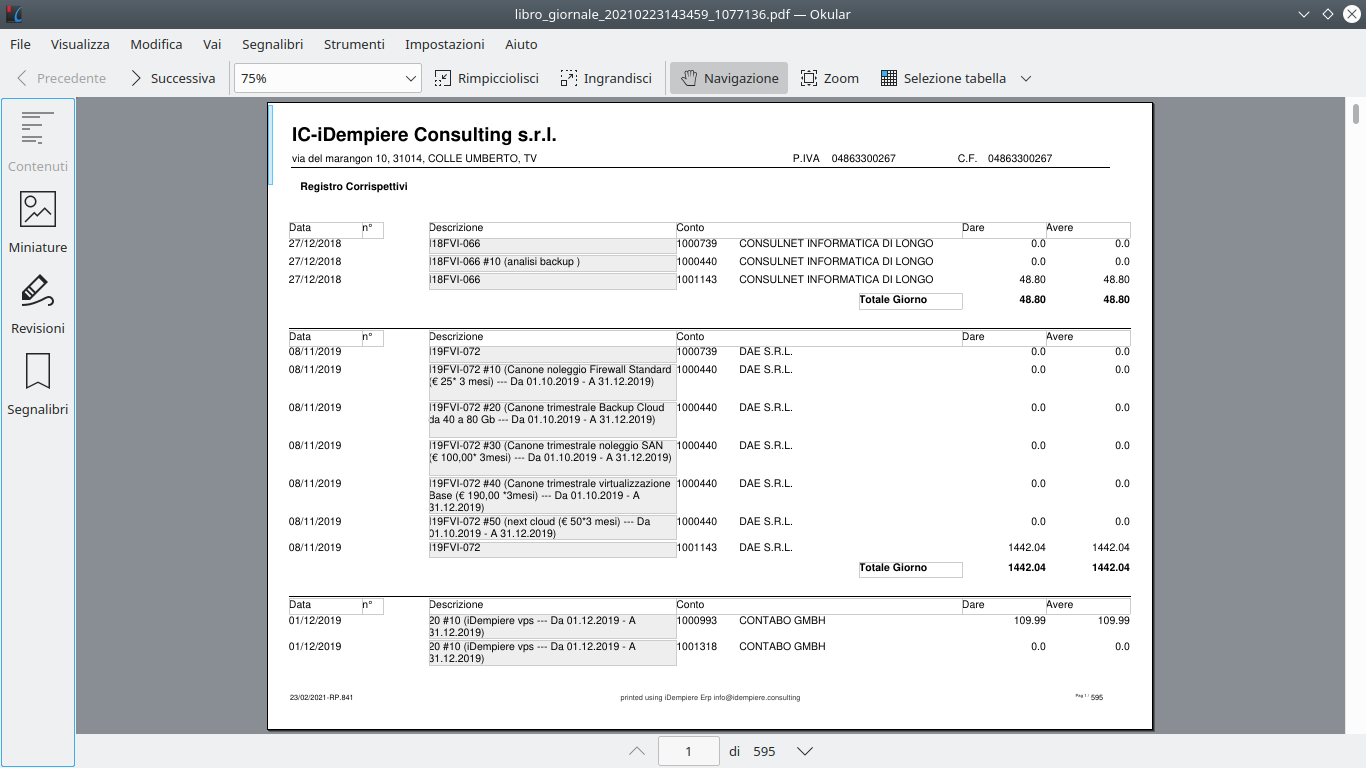 libro_giornale_20210223143459_1077136.pdf — Okular
File Visualizza Modifica Vai Segnalibri Strumenti Impostazioni Aiuto
Precedente Successiva 75% Rimpicciolisci Ingrandisci Navigazione Zoom Selezione tabella
Contenuti
Miniature
Revisioni
Segnalibri
IC-iDempiere Consulting s.r.l.
via del marangon 10, 31014, COLLE UMBERTO, TV P.IVA 04863300267 C.F. 04863300267
Registro Corrispettivi
Data n° Descrizione Conto Dare Avere
27/12/2018 I18FVI-066 1000739 CONSULNET INFORMATICA DI LONGO 0.0 0.0
27/12/2018 I18FVI-066 #10 (analisi backup ) 1000440 CONSULNET INFORMATICA DI LONGO 0.0 0.0
27/12/2018 I18FVI-066 1001143 CONSULNET INFORMATICA DI LONGO 48.80 48.80
Totale Giorno 48.80 48.80
Data n° Descrizione Conto Dare Avere
08/11/2019 I19FVI-072 1000739 DAE S.R.L. 0.0 0.0
08/11/2019 I19FVI-072 #10 (Canone noleggio Firewall Standard 1000440 DAE S.R.L. 0.0 0.0
(€ 25* 3 mesi) --- Da 01.10.2019 - A 31.12.2019)
08/11/2019 I19FVI-072 #20 (Canone trimestrale Backup Cloud 1000440 DAE S.R.L. 0.0 0.0
da 40 a 80 Gb --- Da 01.10.2019 - A 31.12.2019)
08/11/2019 I19FVI-072 #30 (Canone trimestrale noleggio SAN 1000440 DAE S.R.L. 0.0 0.0
(€ 100,00* 3mesi) --- Da 01.10.2019 - A 31.12.2019)
08/11/2019 I19FVI-072 #40 (Canone trimestrale virtualizzazione 1000440 DAE S.R.L. 0.0 0.0
Base (€ 190,00 *3mesi) --- Da 01.10.2019 - A
31.12.2019)
08/11/2019 I19FVI-072 #50 (next cloud (€ 50*3 mesi) --- Da 1000440 DAE S.R.L. 0.0 0.0
01.10.2019 - A 31.12.2019)
08/11/2019 I19FVI-072 1001143 DAE S.R.L. 1442.04 1442.04
Totale Giorno 1442.04 1442.04
Data n° Descrizione Conto Dare Avere
01/12/2019 20 #10 (iDempiere vps --- Da 01.12.2019 - A 1000993 CONTABO GMBH 109.99 109.99
31.12.2019)
01/12/2019 20 #10 (iDempiere vps --- Da 01.12.2019 - A 1001318 CONTABO GMBH 0.0 0.0
31.12.2019)
23/02/2021-RP.841 printed using iDempiere Erp info@idempiere.consulting Pag 1 / 595
1 di 595